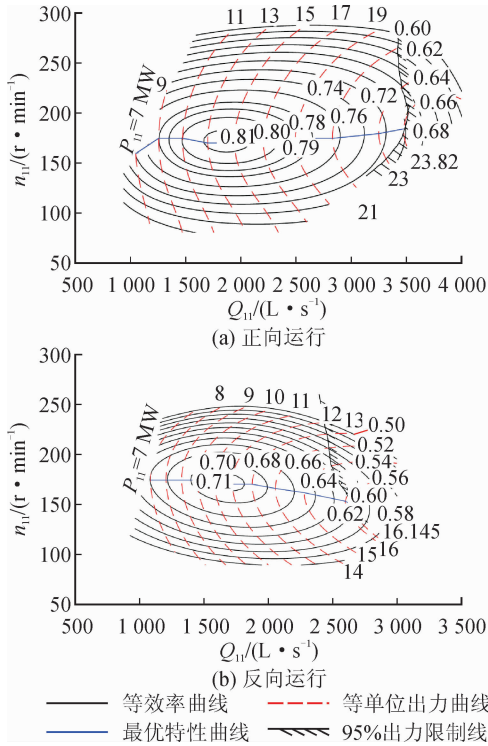 300
11 13 15 17 19 0.60
0.62
250
0.64
9
0.74 0.72
0.66
200
0.78 0.76
0.68
P₁₁=7 MW
0.81 0.80
0.79
23.82
150
23
21
100
50
n₁₁/(r·min⁻¹)
500 1 000 1 500 2 000 2 500 3 000 3 500 4 000
Q₁₁/(L·s⁻¹)
(a) 正向运行
300
8 9 10 11
250
12 13 0.50
0.52
P₁₁=7 MW
200
0.70 0.68 0.66
0.54
0.71 0.64
0.56
0.60
150
0.62 0.58
16.145
16
15
14
100
50
n₁₁/(r·min⁻¹)
500 1 000 1 500 2 000 2 500 3 000 3 500
Q₁₁/(L·s⁻¹)
(b) 反向运行
等效率曲线 等单位出力曲线
最优特性曲线 95%出力限制线